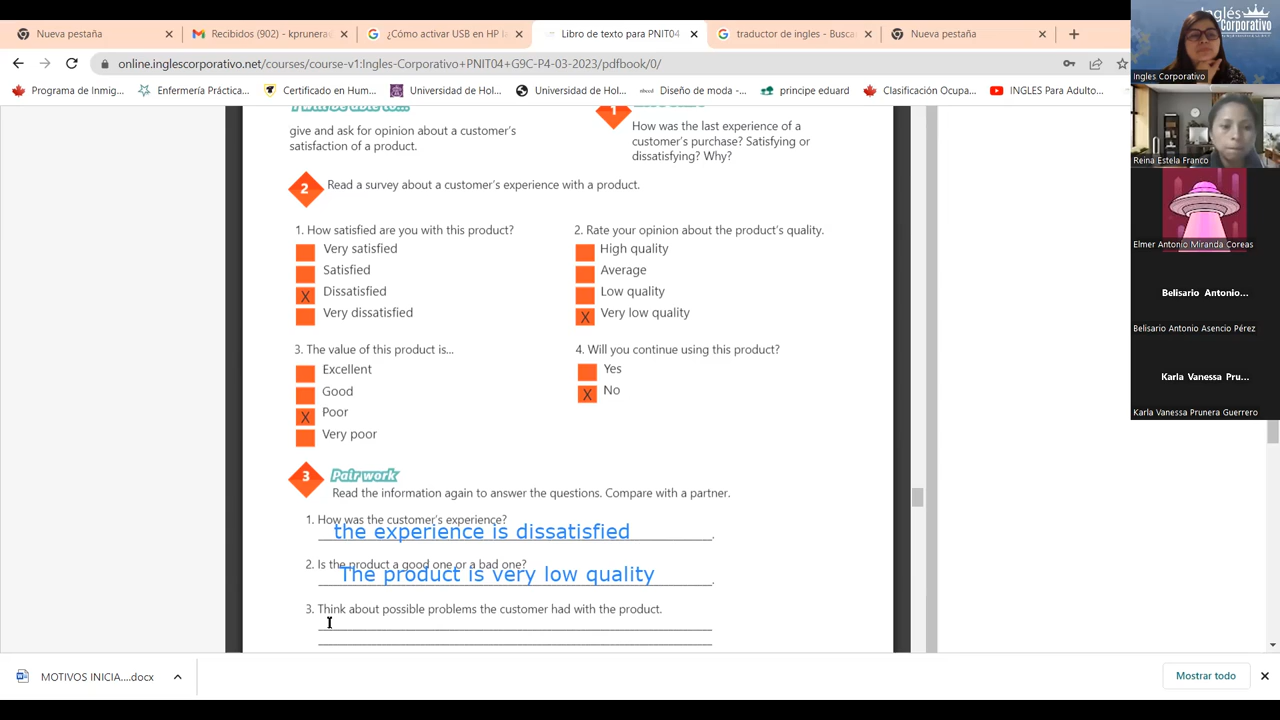 Nueva pestaña
Recibidos (902) - kprunera@
¿Cómo activar USB en HP la
Libro de texto para PNIT04
traductor de ingles - Busca
Nueva pestaña
online.inglescorporativo.net/courses/course-v1:Ingles-Corporativo+PNIT04+G9C-P4-03-2023/pdfbook/0/
Programa de Inmig...
Enfermería Práctica...
Certificado en Hum...
Universidad de Hol...
Universidad de Hol...
Diseño de moda -...
principe eduard
Clasificación Ocupa...
INGLES Para Adulto...
Inglés
Corporativo
Ingles Corporativo
Reina Estela Franco
Elmer Antonio Miranda Coreas
Belisario Antonio...
Belisario Antonio Asencio Pérez
Karla Vanessa Pru...
Karla Vanessa Prunera Guerrero
give and ask for opinion about a customer's
satisfaction of a product.
1
How was the last experience of a
customer's purchase? Satisfying or
dissatisfying? Why?
2
Read a survey about a customer's experience with a product.
1. How satisfied are you with this product?
Very satisfied
Satisfied
X Dissatisfied
Very dissatisfied
2. Rate your opinion about the product's quality.
High quality
Average
Low quality
X Very low quality
3. The value of this product is...
Excellent
Good
X Poor
Very poor
4. Will you continue using this product?
Yes
X No
3
Pair work
Read the information again to answer the questions. Compare with a partner.
1. How was the customer's experience?
the experience is dissatisfied
2. Is the product a good one or a bad one?
The product is very low quality
3. Think about possible problems the customer had with the product.
MOTIVOS INICIA....docx
Mostrar todo